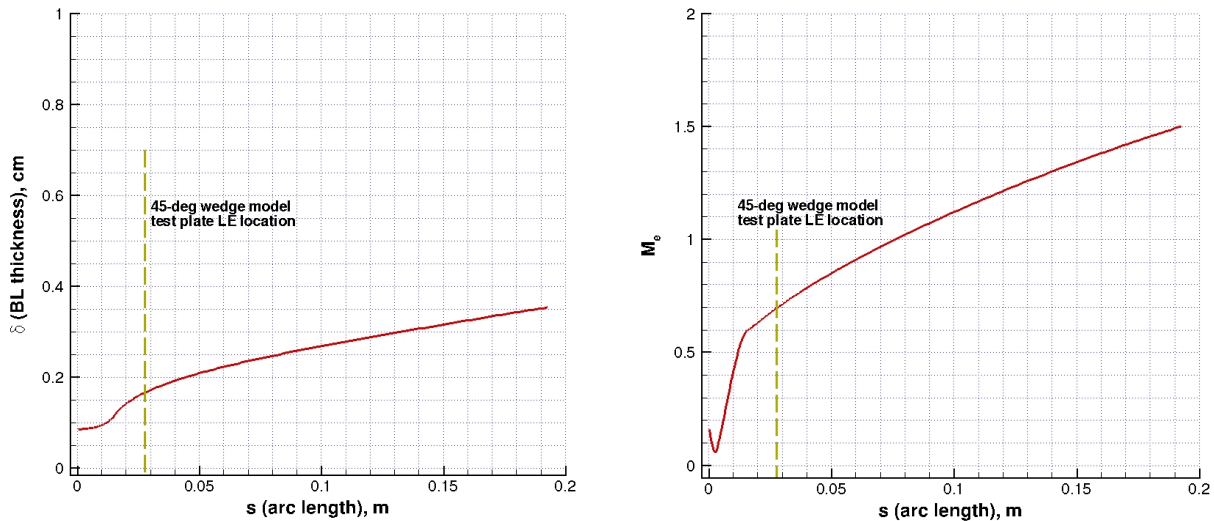 1
0.8
0.6
0.4
0.2
0
δ (BL thickness), cm
45-deg wedge model
test plate LE location
0
0.05
0.1
0.15
0.2
s (arc length), m
2
1.5
1
0.5
0
Me
45-deg wedge model
test plate LE location
0
0.05
0.1
0.15
0.2
s (arc length), m